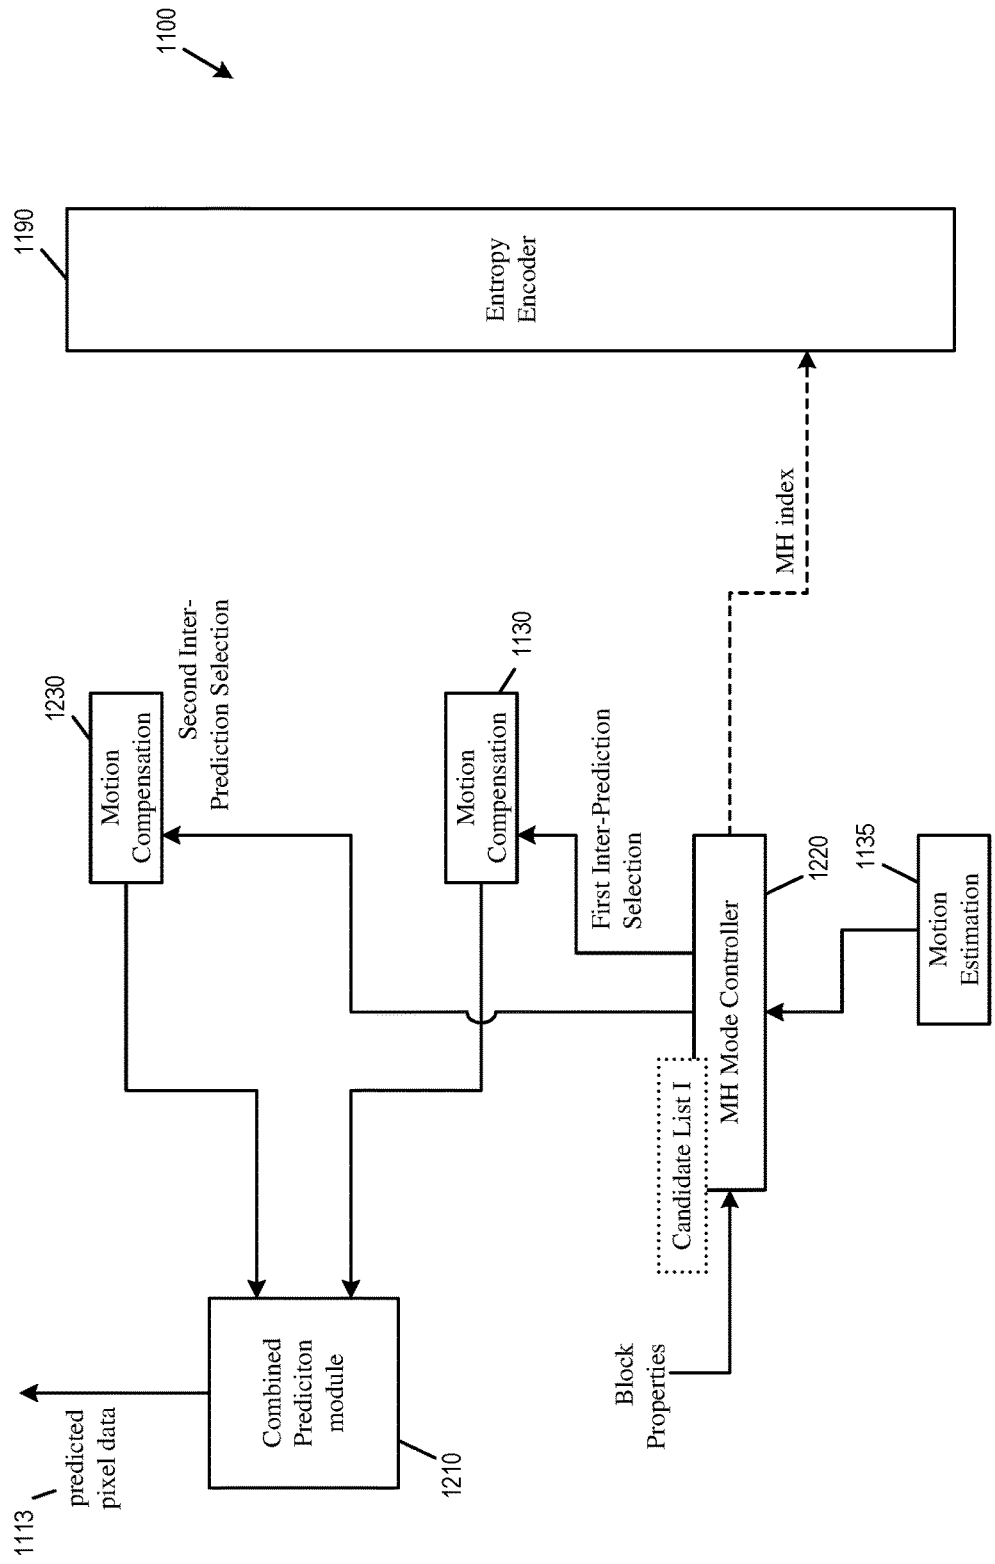 1100
1190
Entropy
Encoder
MH index
1230
Motion
Compensation
Second Inter-
Prediction Selection
1130
Motion
Compensation
First Inter-Prediction
Selection
1220
MH Mode Controller
Candidate List I
1135
Motion
Estimation
Block
Properties
Combined
Prediciton
module
1210
predicted
pixel data
1113